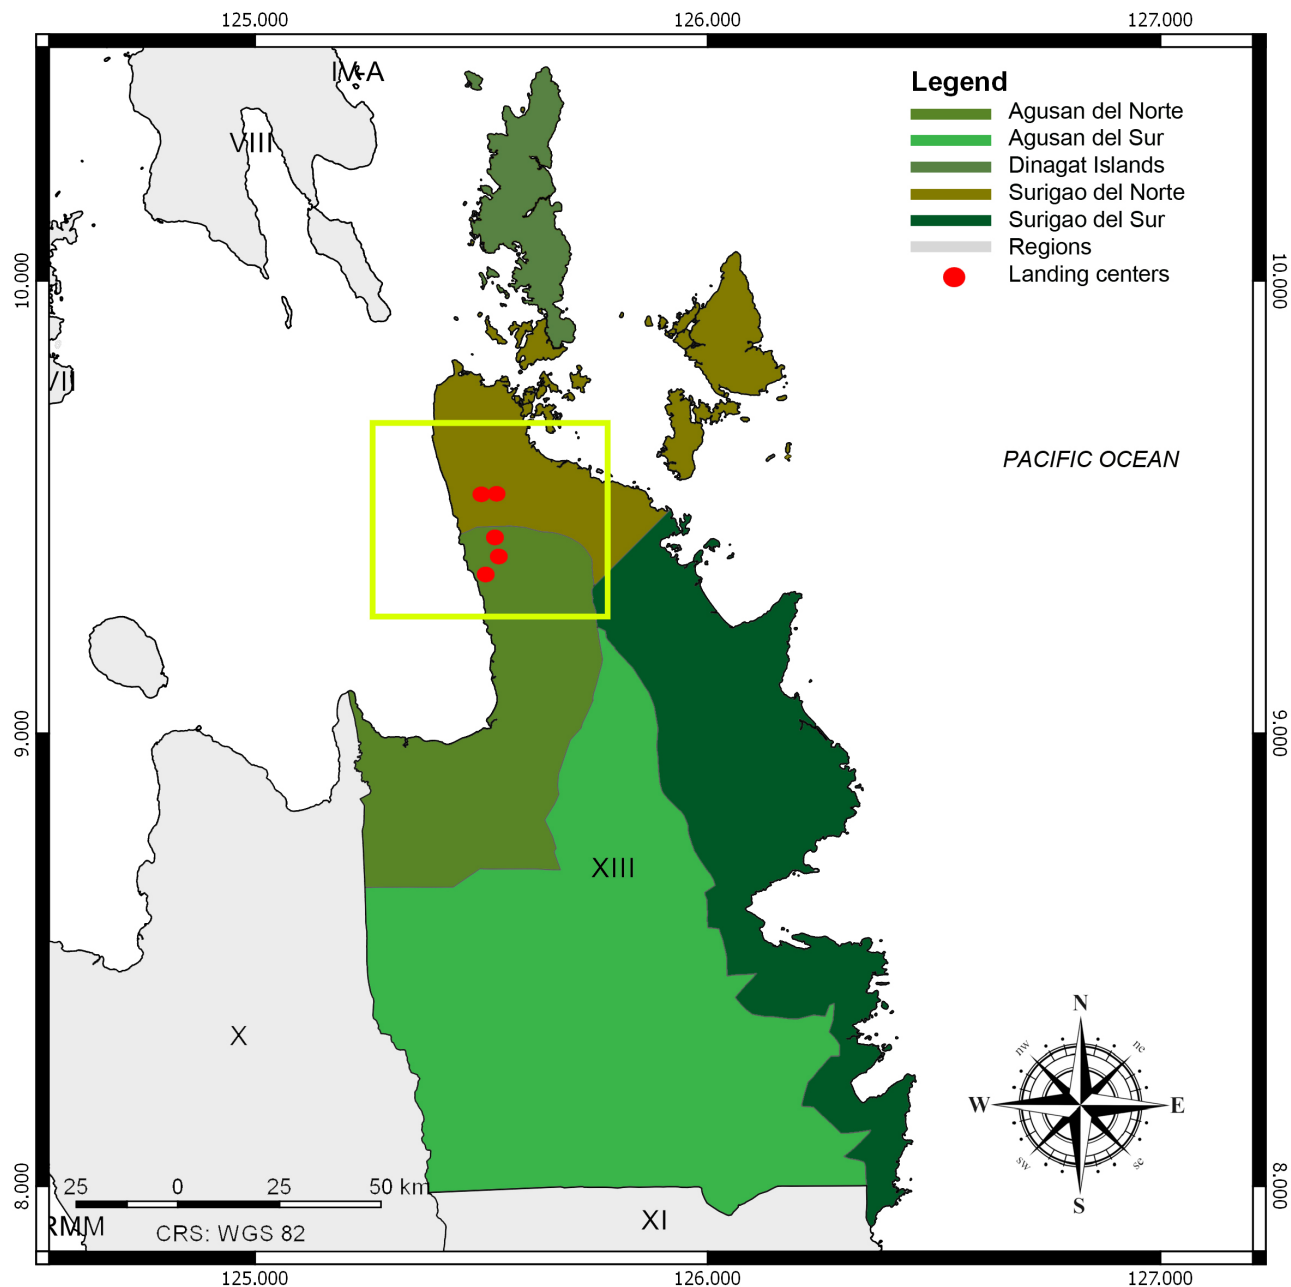 125.000
126.000
127.000
IV-A
VIII
Legend
Agusan del Norte
Agusan del Sur
Dinagat Islands
Surigao del Norte
Surigao del Sur
Regions
Landing centers
10.000
10.000
VII
PACIFIC OCEAN
9.000
9.000
XIII
X
N
nw
ne
W
E
sw
se
S
8.000
8.000
25
0
25
50 km
RMM
CRS: WGS 82
XI
125.000
126.000
127.000